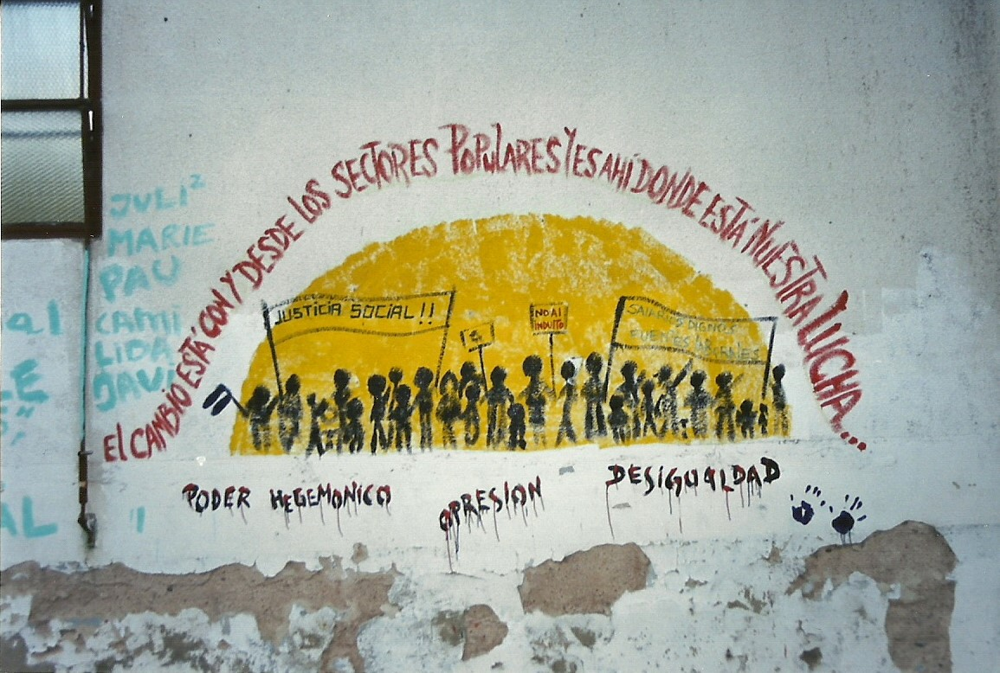 EL CAMBIO ESTÁ CON Y DESDE LOS SECTORES POPULARES Y ES AHÍ DONDE ESTÁ NUESTRA LUCHA...
JULI²
MARIE
PAU
CAMI
LIDA
JAVI
JUSTICIA SOCIAL !!
NO AL
INDULTO
SALARIOS DIGNOS
FUENTES LABORALES
PODER HEGEMONICO
OPRESION
DESIGUALDAD
al
AL